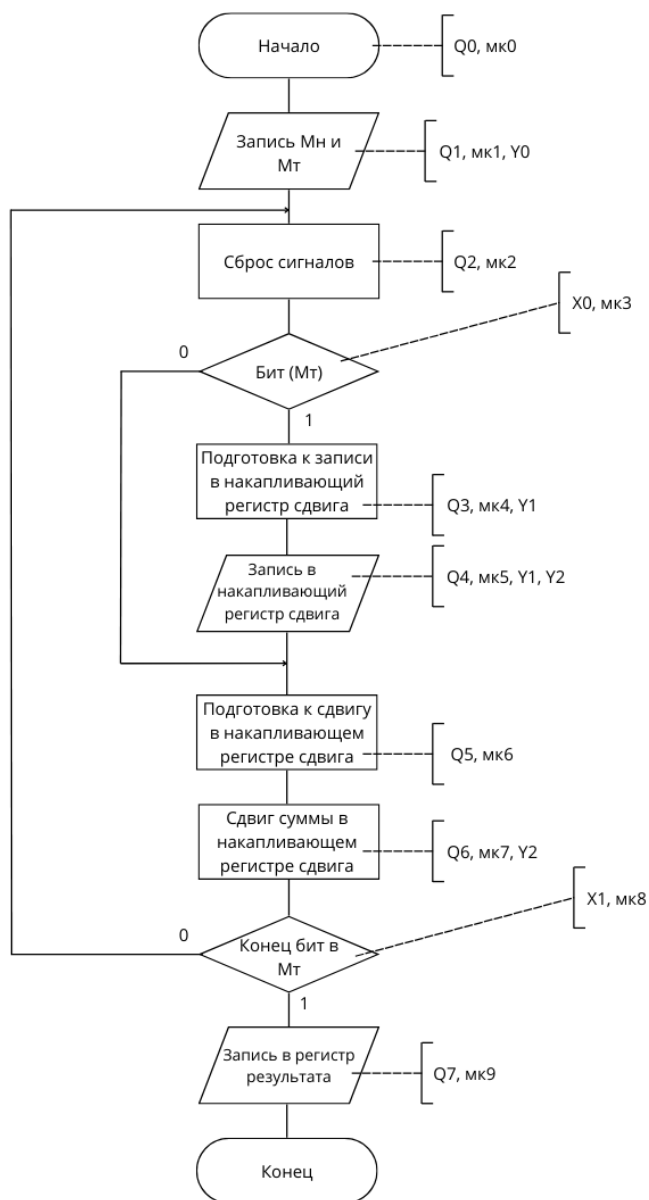 Начало
Q0, мк0
Запись Мн и
Мт
Q1, мк1, Y0
Сброс сигналов
Q2, мк2
X0, мк3
0
Бит (Мт)
1
Подготовка к записи
в накапливающий
регистр сдвига
Q3, мк4, Y1
Запись в
накапливающий
регистр сдвига
Q4, мк5, Y1, Y2
Подготовка к сдвигу
в накапливающем
регистре сдвига
Q5, мк6
Сдвиг суммы в
накапливающем
регистре сдвига
Q6, мк7, Y2
X1, мк8
0
Конец бит в
Мт
1
Запись в регистр
результата
Q7, мк9
Конец